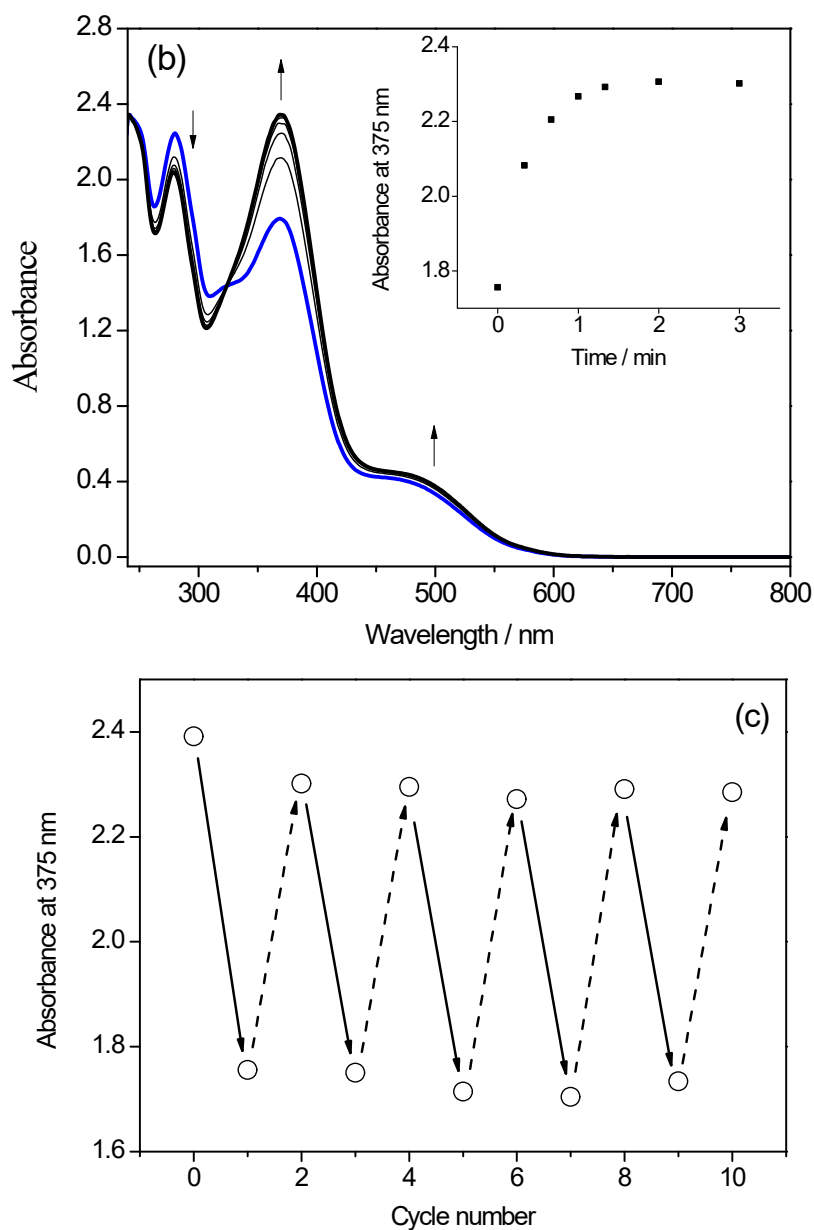 (b)
2.8
2.4
2.0
1.6
1.2
0.8
0.4
0.0
Absorbance
300 400 500 600 700 800
Wavelength / nm
2.4
2.2
2.0
1.8
Absorbance at 375 nm
0 1 2 3
Time / min
(c)
2.4
2.2
2.0
1.8
1.6
Absorbance at 375 nm
0 2 4 6 8 10
Cycle number